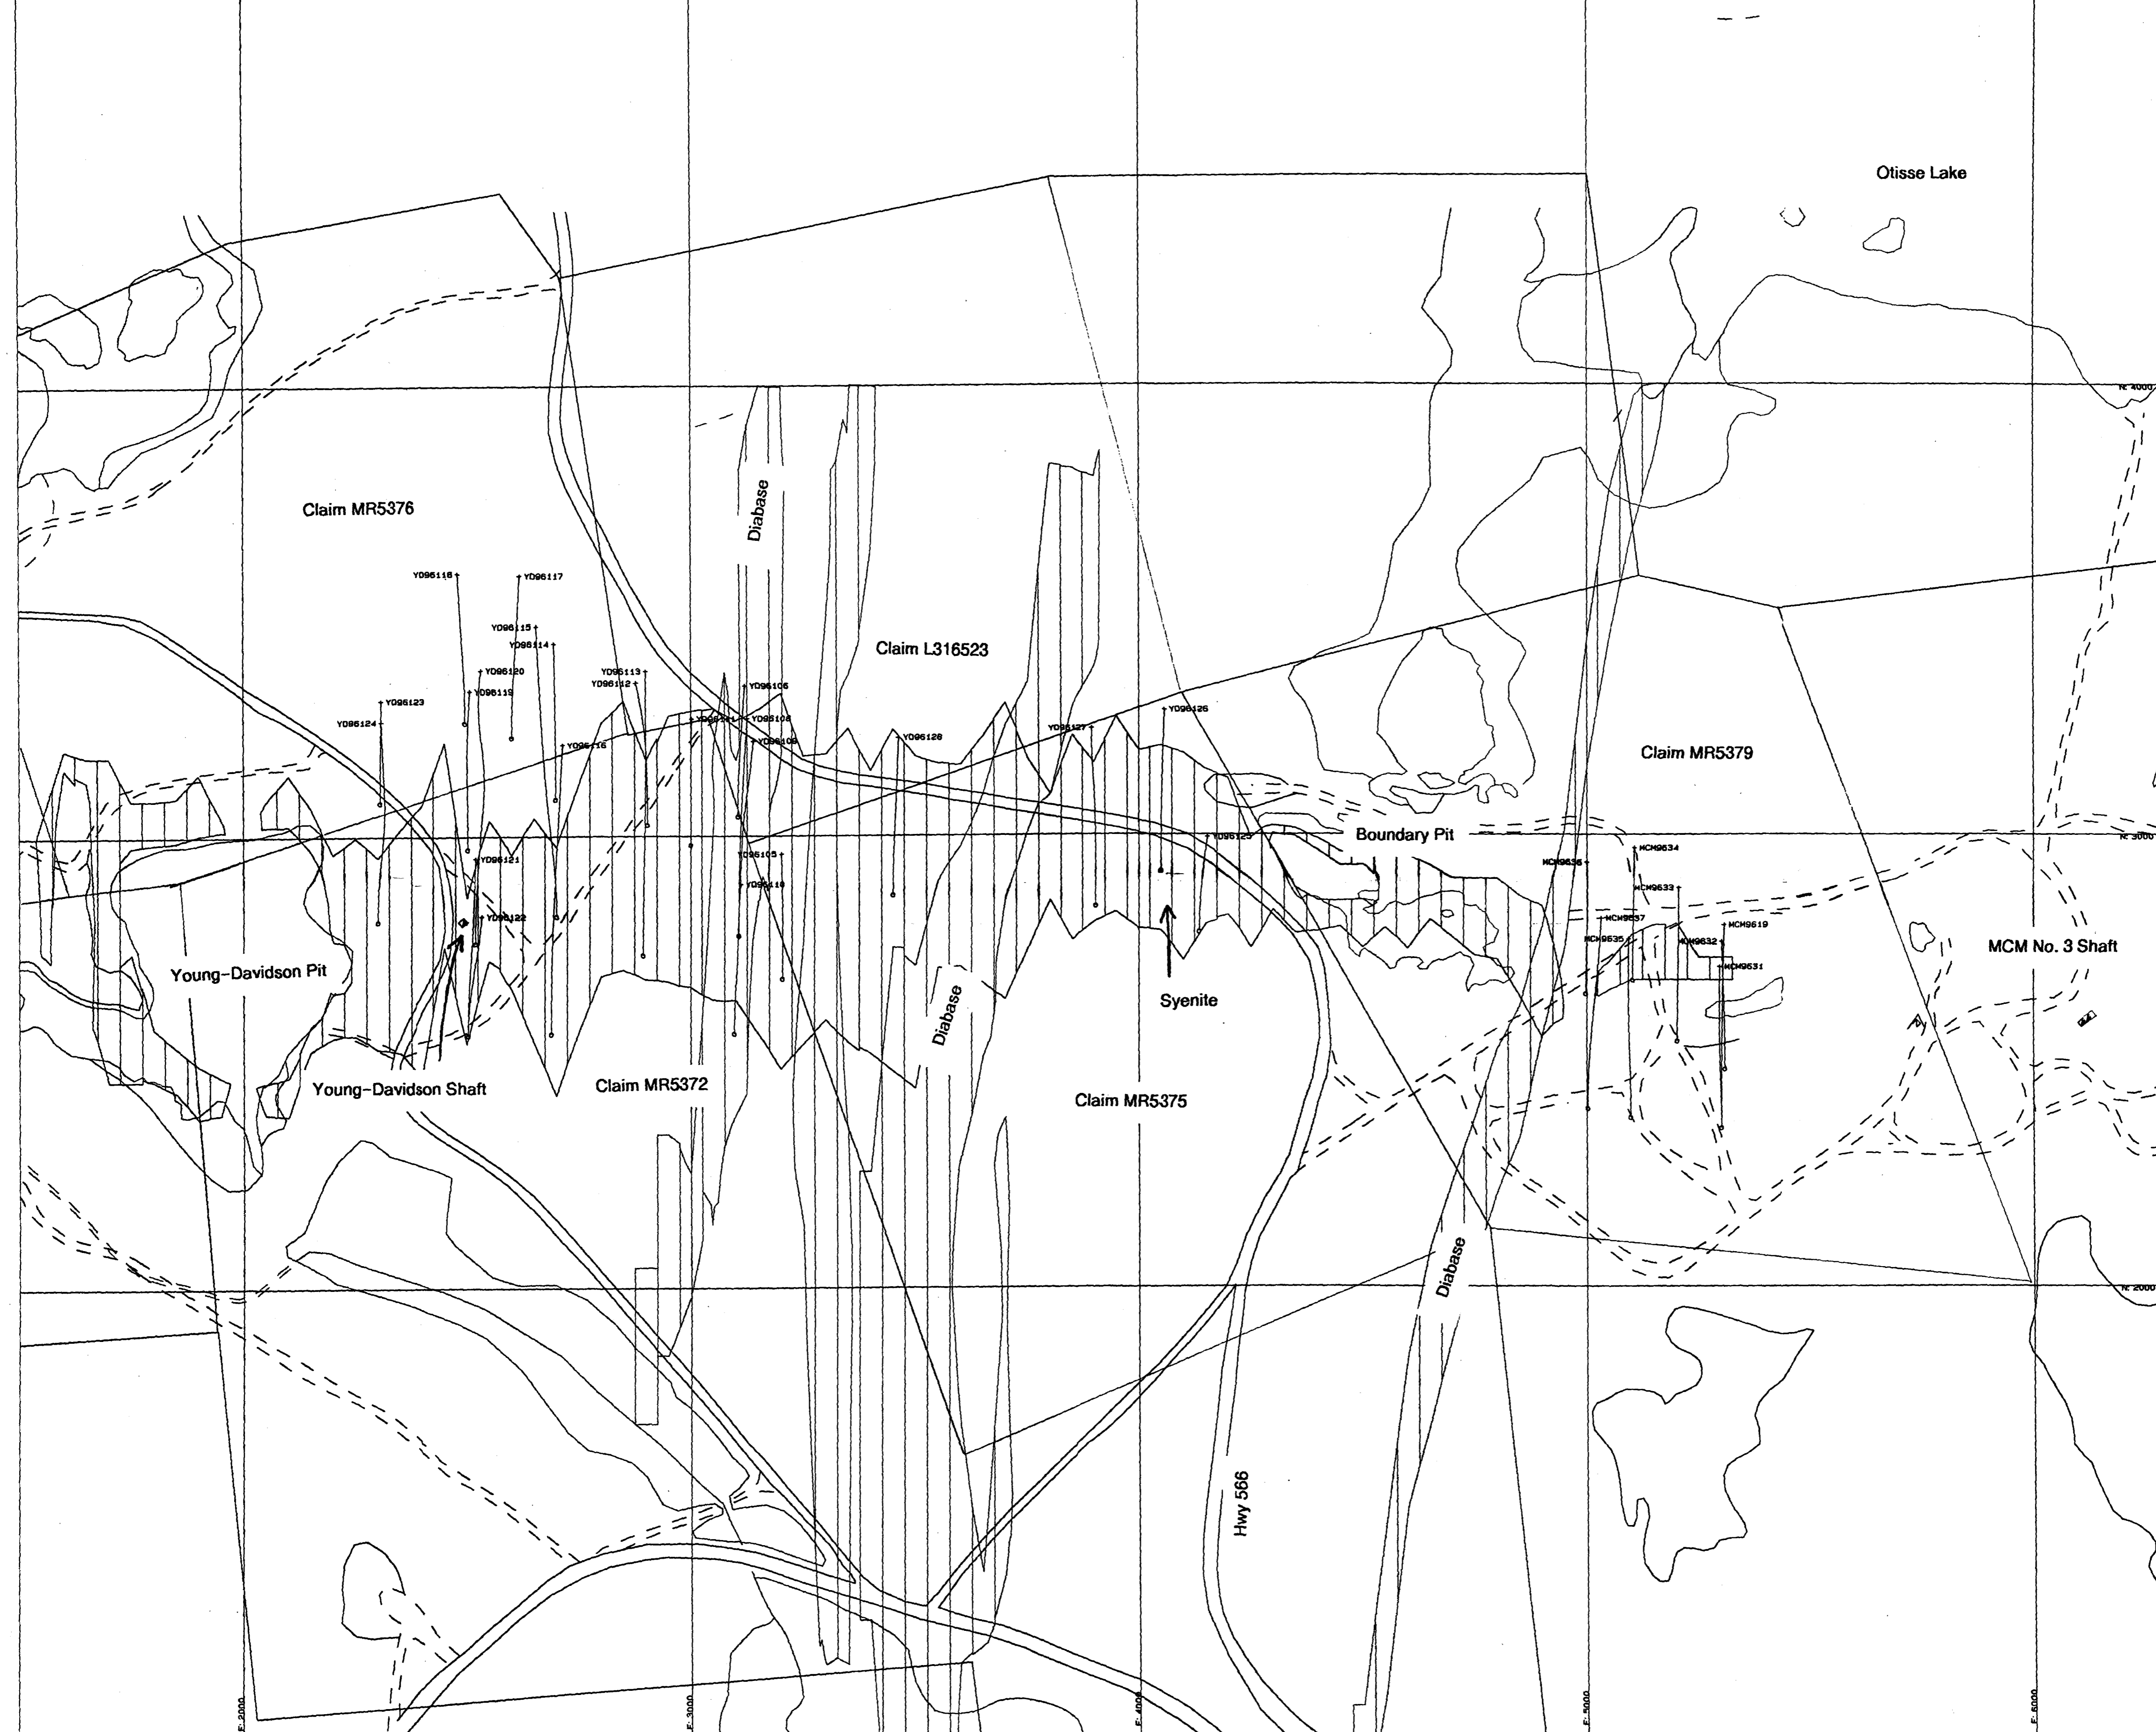 Otisse Lake
N: 4000
Diabase
Claim MR5376
YD96117
YD96115
YD96114
Claim L316523
YD96120
YD96113
YD96112
YD96119
YD96106
YD96123
YD96124
YD96108
YD96126
YD96127
YD96128
YD96116
YD96109
Claim MR5379
Boundary Pit
N: 3000
YD96125
YD96105
YD96121
YD96110
MCM9636
MCM9634
MCM9633
YD96122
MCM9637
MCM9619
MCM9635
MCM9632
MCM No. 3 Shaft
MCM9631
Young-Davidson Pit
Syenite
Diabase
Young-Davidson Shaft
Claim MR5372
Claim MR5375
Diabase
N: 2000
Hwy 566
E: 2000
E: 3000
E: 4000
E: 5000
E: 6000